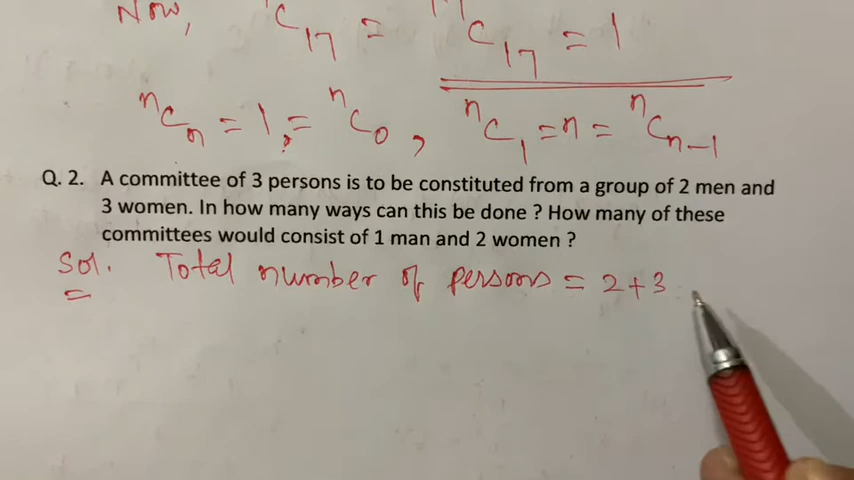 Now, C₁₇ = ¹⁷C₁₇ = 1
ⁿCₙ = 1, = ⁿC₀ , ⁿC₁ = n = ⁿCₙ₋₁
Q. 2. A committee of 3 persons is to be constituted from a group of 2 men and
3 women. In how many ways can this be done ? How many of these
committees would consist of 1 man and 2 women ?
Sol. Total number of persons = 2+3